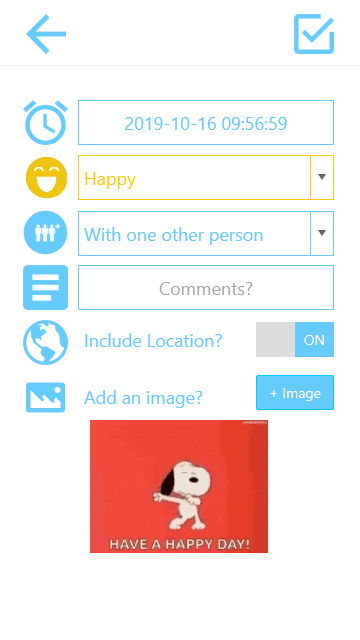 2019-10-16 09:56:59
Happy
With one other person
Comments?
Include Location?
ON
Add an image?
+ Image
HAVE A HAPPY DAY!